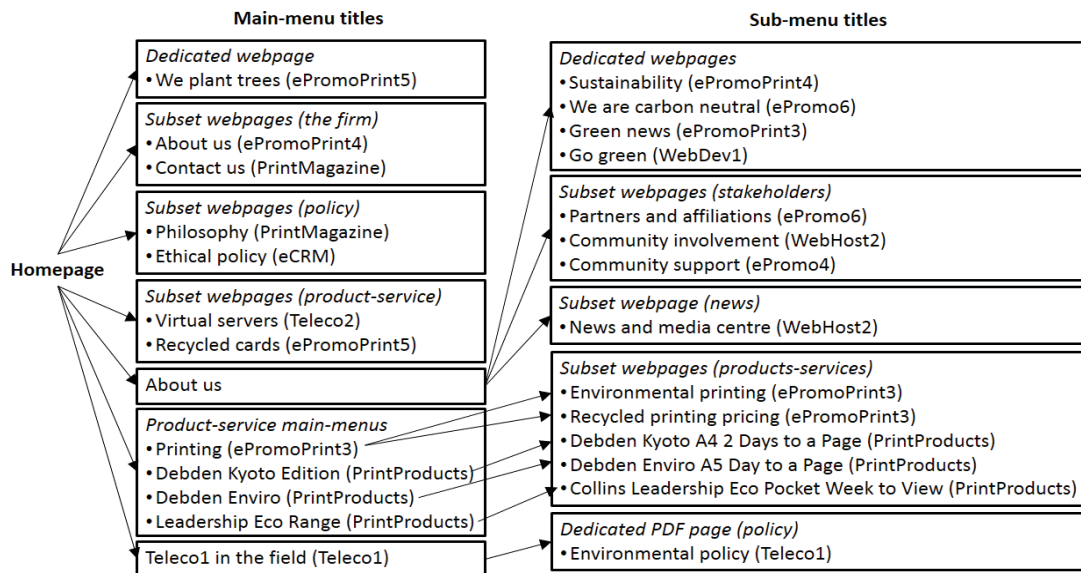 Main-menu titles
Sub-menu titles
Homepage
Dedicated webpage
•We plant trees (ePromoPrint5)
Subset webpages (the firm)
•About us (ePromoPrint4)
•Contact us (PrintMagazine)
Subset webpages (policy)
•Philosophy (PrintMagazine)
•Ethical policy (eCRM)
Subset webpages (product-service)
•Virtual servers (Teleco2)
•Recycled cards (ePromoPrint5)
About us
Product-service main-menus
•Printing (ePromoPrint3)
•Debden Kyoto Edition (PrintProducts)
•Debden Enviro (PrintProducts)
•Leadership Eco Range (PrintProducts)
Teleco1 in the field (Teleco1)
Dedicated webpages
•Sustainability (ePromoPrint4)
•We are carbon neutral (ePromo6)
•Green news (ePromoPrint3)
•Go green (WebDev1)
Subset webpages (stakeholders)
•Partners and affiliations (ePromo6)
•Community involvement (WebHost2)
•Community support (ePromo4)
Subset webpage (news)
•News and media centre (WebHost2)
Subset webpages (products-services)
•Environmental printing (ePromoPrint3)
•Recycled printing pricing (ePromoPrint3)
•Debden Kyoto A4 2 Days to a Page (PrintProducts)
•Debden Enviro A5 Day to a Page (PrintProducts)
•Collins Leadership Eco Pocket Week to View (PrintProducts)
Dedicated PDF page (policy)
•Environmental policy (Teleco1)